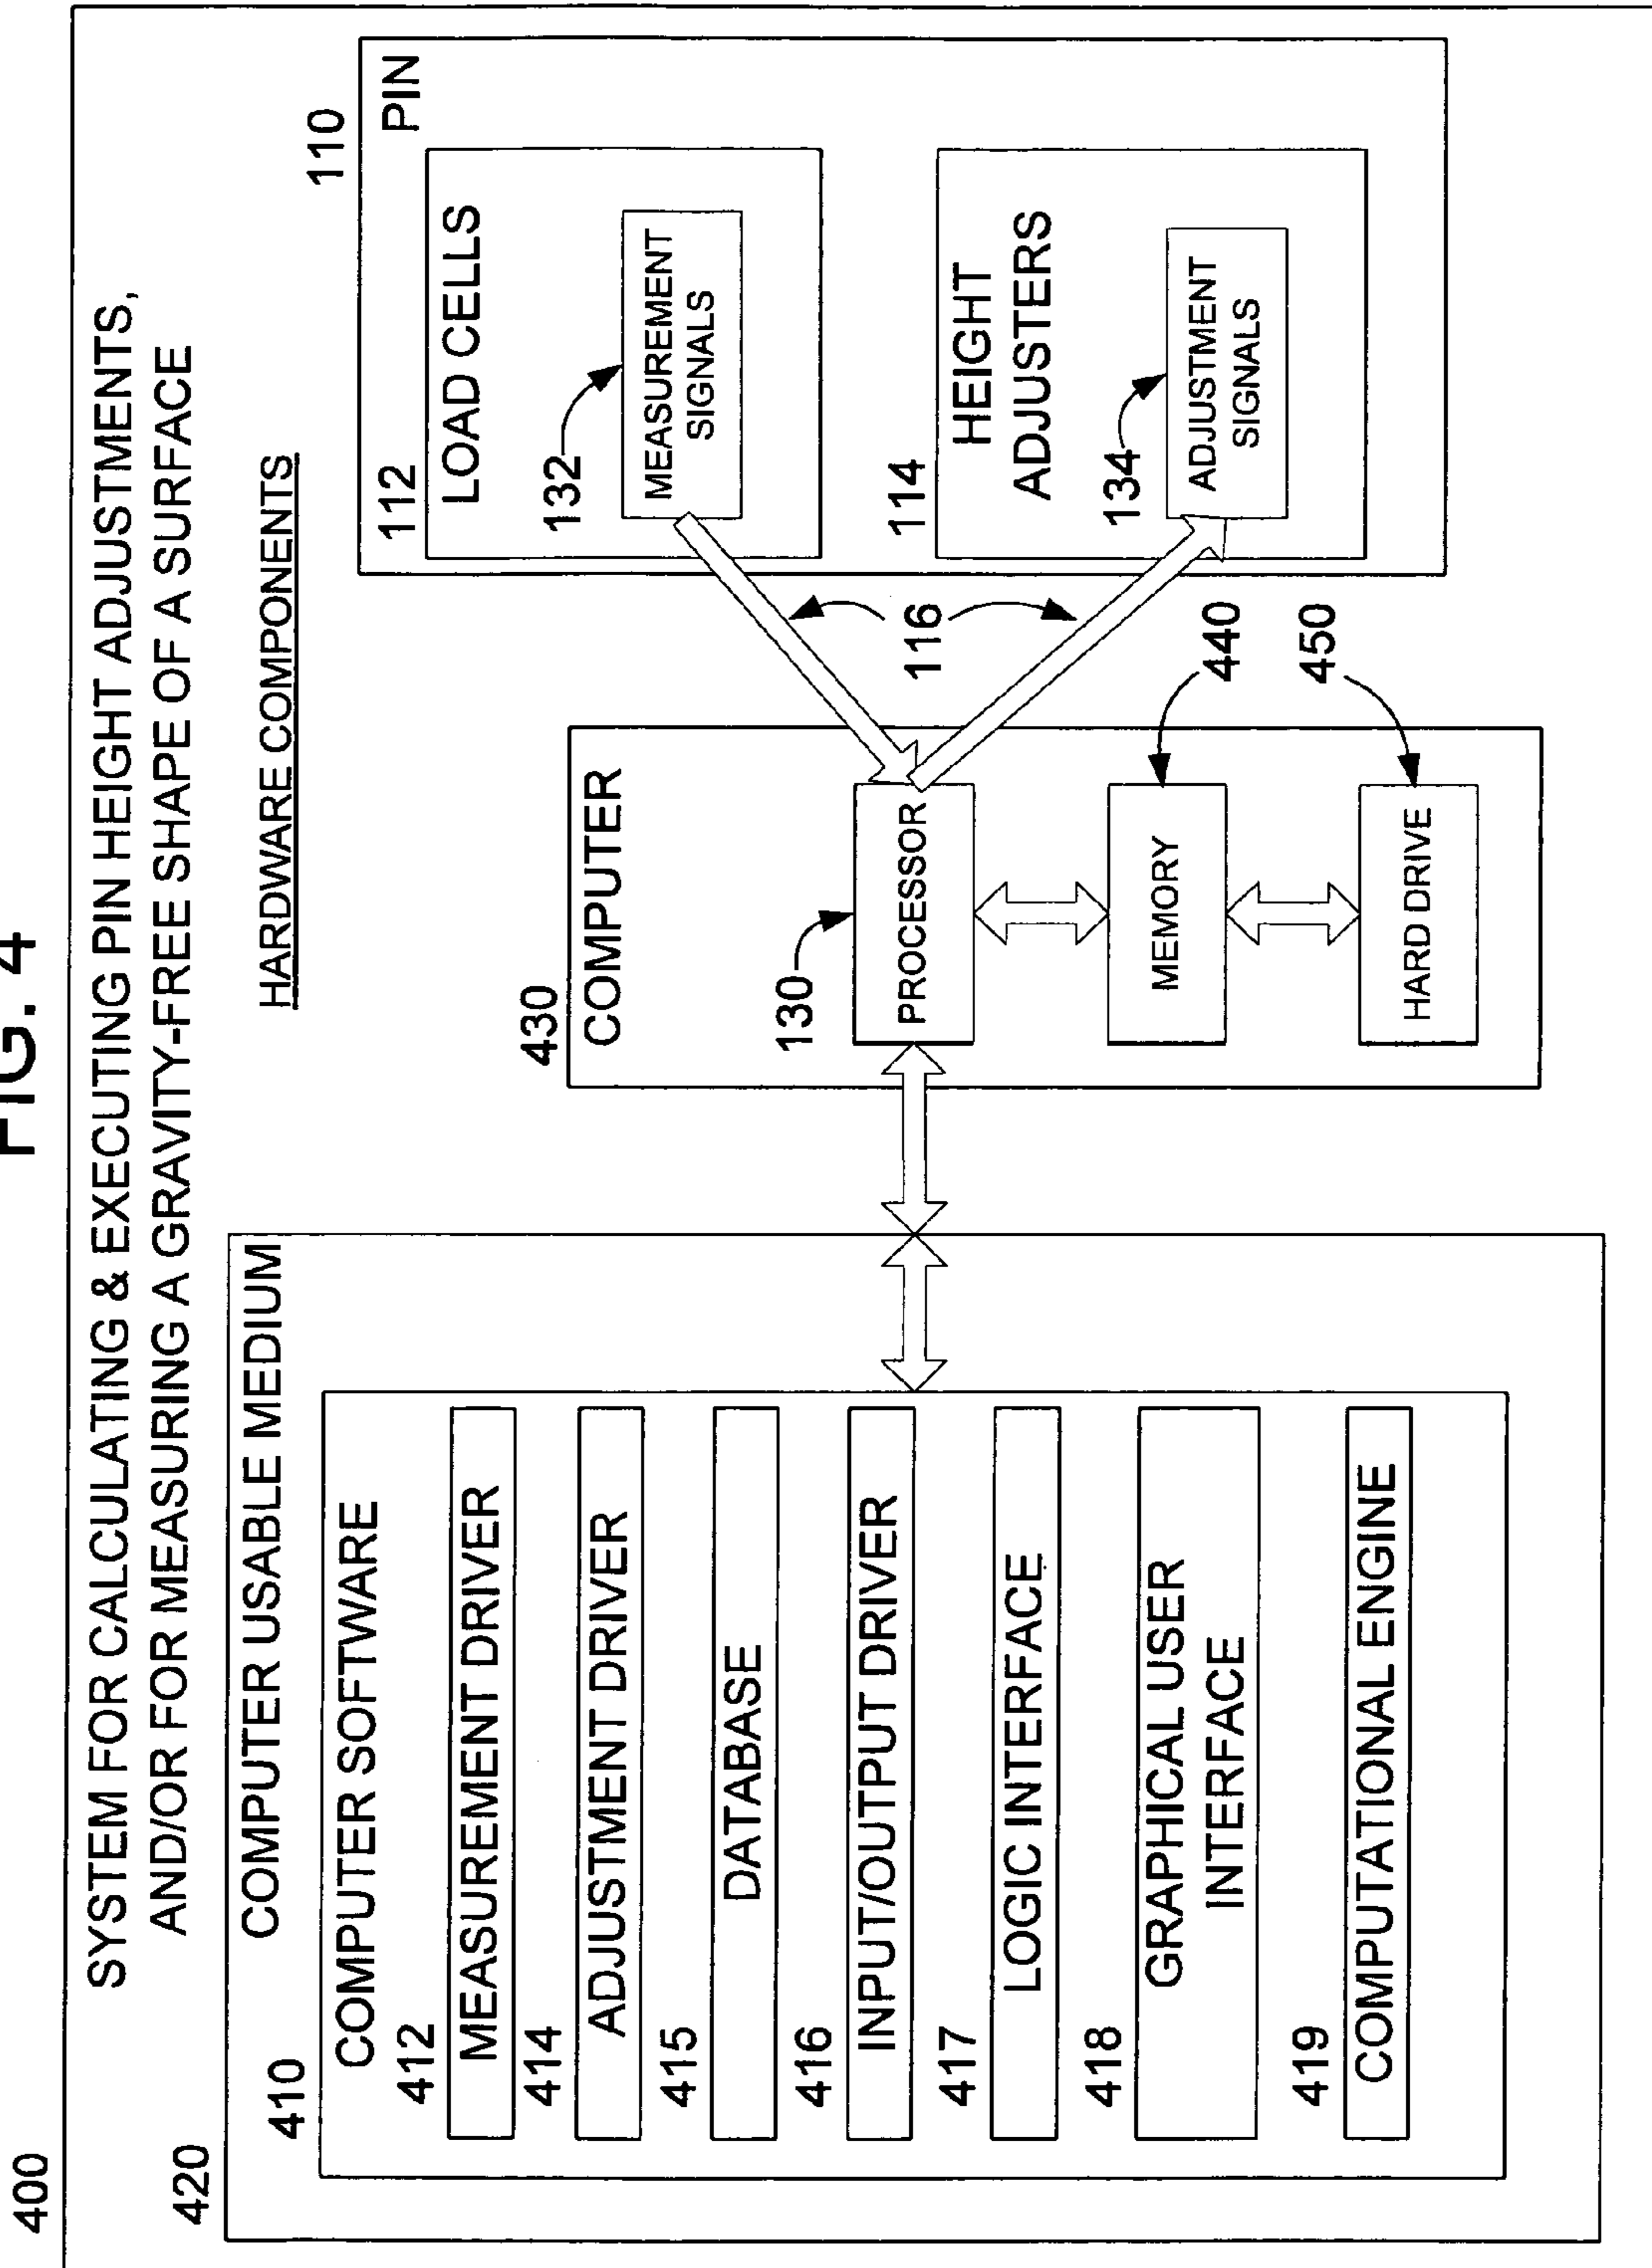 FIG. 4
400
SYSTEM FOR CALCULATING & EXECUTING PIN HEIGHT ADJUSTMENTS,
AND/OR FOR MEASURING A GRAVITY-FREE SHAPE OF A SURFACE
420
COMPUTER USABLE MEDIUM
410
COMPUTER SOFTWARE
412
MEASUREMENT DRIVER
414
ADJUSTMENT DRIVER
415
DATABASE
416
INPUT/OUTPUT DRIVER
417
LOGIC INTERFACE
418
GRAPHICAL USER
INTERFACE
419
COMPUTATIONAL ENGINE
HARDWARE COMPONENTS
430
COMPUTER
130
PROCESSOR
MEMORY
440
HARD DRIVE
450
116
110
PIN
112
LOAD CELLS
132
MEASUREMENT
SIGNALS
114
HEIGHT
ADJUSTERS
134
ADJUSTMENT
SIGNALS